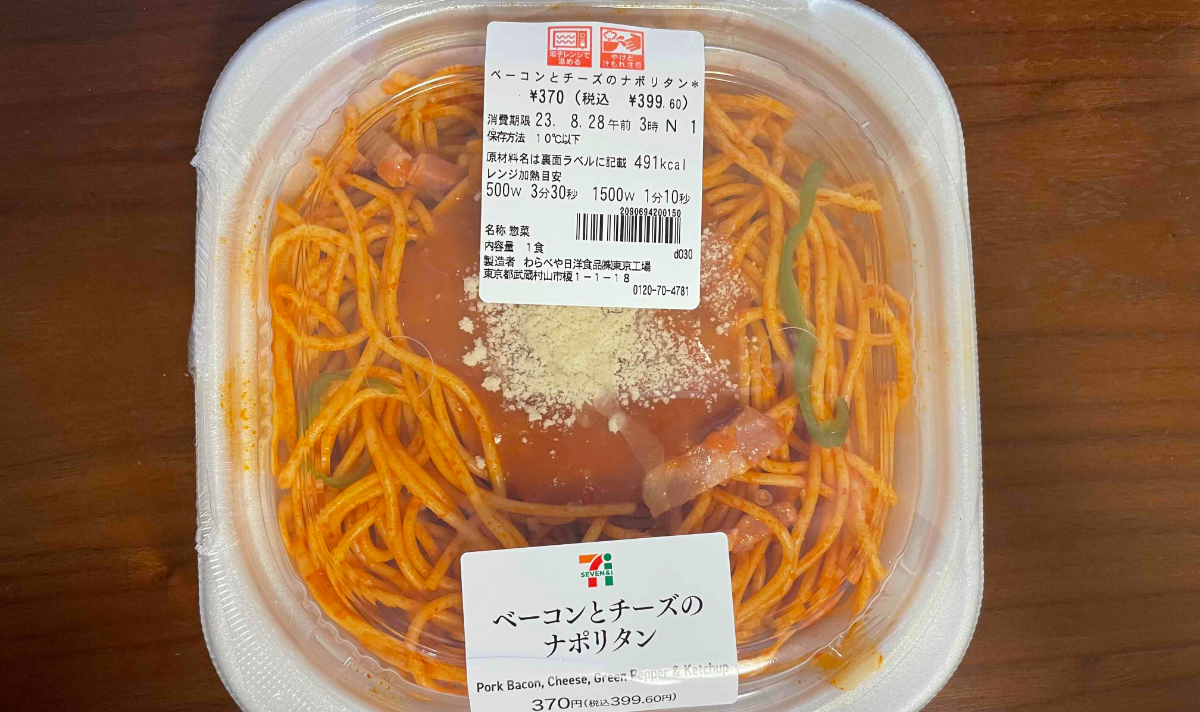 電子レンジで
温める
やけど
汁もれ注意
ベーコンとチーズのナポリタン*
¥370 (税込 ¥399.60)
消費期限 23. 8.28午前 3時 N 1
保存方法 10℃以下
原材料名は裏面ラベルに記載 491kcal
レンジ加熱目安
500W 3分30秒 1500W 1分10秒
2090694200150
名称 惣菜
内容量 1食
d030
製造者 わらべや日洋食品㈱東京工場
東京都武蔵村山市榎1-1-18
0120-70-4781
SEVEN&i
ベーコンとチーズの
ナポリタン
Pork Bacon, Cheese, Green Pepper & Ketchup
370円(税込399.60円)